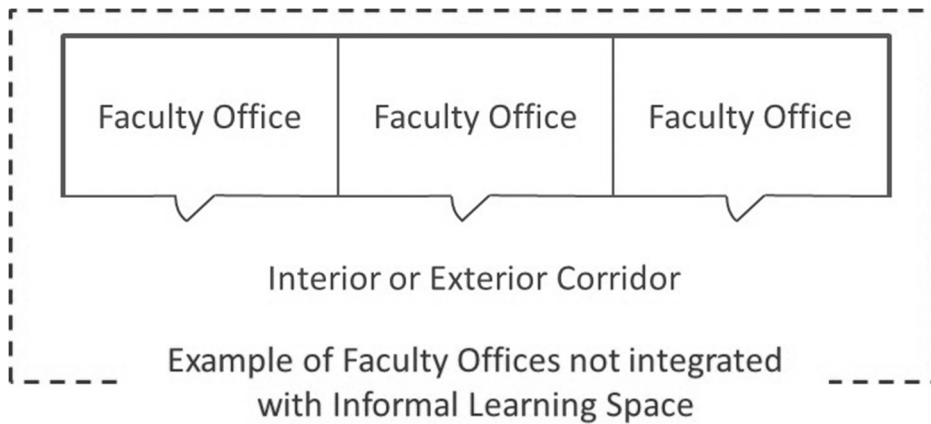 Faculty Office Faculty Office Faculty Office
Interior or Exterior Corridor
Example of Faculty Offices not integrated
with Informal Learning Space